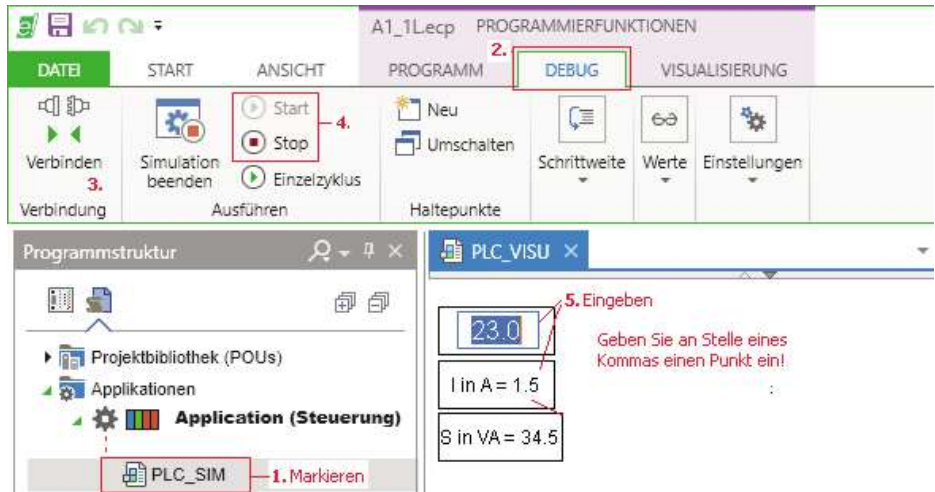 A1_1L.ecp PROGRAMMIERFUNKTIONEN
2.
DATEI START ANSICHT PROGRAMM DEBUG VISUALISIERUNG
Verbinden
3.
Verbindung
Simulation
beenden
Start
Stop
4.
Einzelzyklus
Ausführen
Neu
Umschalten
Haltepunkte
Schrittweite
Werte
Einstellungen
Programmstruktur
PLC_VISU
Projektbibliothek (POUs)
Applikationen
Application (Steuerung)
PLC_SIM
1. Markieren
23.0
5. Eingeben
Geben Sie an Stelle eines
Kommas einen Punkt ein!
I in A = 1.5
:
S in VA = 34.5